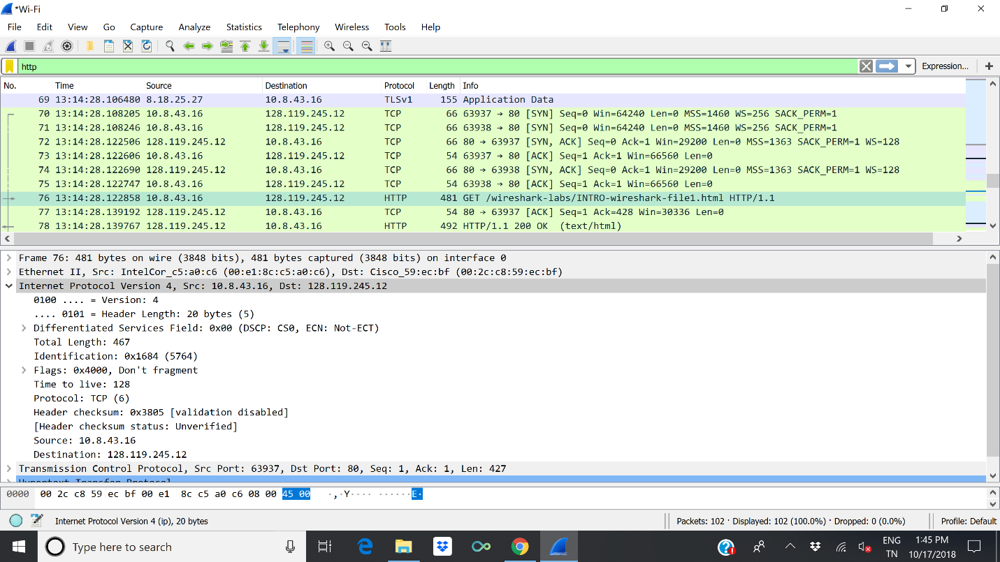 *Wi-Fi
File Edit View Go Capture Analyze Statistics Telephony Wireless Tools Help
http Expression... +
No. Time Source Destination Protocol Length Info
69 13:14:28.106480 8.18.25.27 10.8.43.16 TLSv1 155 Application Data
70 13:14:28.108205 10.8.43.16 128.119.245.12 TCP 66 63937 → 80 [SYN] Seq=0 Win=64240 Len=0 MSS=1460 WS=256 SACK_PERM=1
71 13:14:28.108246 10.8.43.16 128.119.245.12 TCP 66 63938 → 80 [SYN] Seq=0 Win=64240 Len=0 MSS=1460 WS=256 SACK_PERM=1
72 13:14:28.122506 128.119.245.12 10.8.43.16 TCP 66 80 → 63937 [SYN, ACK] Seq=0 Ack=1 Win=29200 Len=0 MSS=1363 SACK_PERM=1 WS=128
73 13:14:28.122606 10.8.43.16 128.119.245.12 TCP 54 63937 → 80 [ACK] Seq=1 Ack=1 Win=66560 Len=0
74 13:14:28.122690 128.119.245.12 10.8.43.16 TCP 66 80 → 63938 [SYN, ACK] Seq=0 Ack=1 Win=29200 Len=0 MSS=1363 SACK_PERM=1 WS=128
75 13:14:28.122747 10.8.43.16 128.119.245.12 TCP 54 63938 → 80 [ACK] Seq=1 Ack=1 Win=66560 Len=0
76 13:14:28.122858 10.8.43.16 128.119.245.12 HTTP 481 GET /wireshark-labs/INTRO-wireshark-file1.html HTTP/1.1
77 13:14:28.139192 128.119.245.12 10.8.43.16 TCP 54 80 → 63937 [ACK] Seq=1 Ack=428 Win=30336 Len=0
78 13:14:28.139767 128.119.245.12 10.8.43.16 HTTP 492 HTTP/1.1 200 OK (text/html)
Frame 76: 481 bytes on wire (3848 bits), 481 bytes captured (3848 bits) on interface 0
Ethernet II, Src: IntelCor_c5:a0:c6 (00:e1:8c:c5:a0:c6), Dst: Cisco_59:ec:bf (00:2c:c8:59:ec:bf)
Internet Protocol Version 4, Src: 10.8.43.16, Dst: 128.119.245.12
0100 .... = Version: 4
.... 0101 = Header Length: 20 bytes (5)
Differentiated Services Field: 0x00 (DSCP: CS0, ECN: Not-ECT)
Total Length: 467
Identification: 0x1684 (5764)
Flags: 0x4000, Don't fragment
Time to live: 128
Protocol: TCP (6)
Header checksum: 0x3805 [validation disabled]
[Header checksum status: Unverified]
Source: 10.8.43.16
Destination: 128.119.245.12
Transmission Control Protocol, Src Port: 63937, Dst Port: 80, Seq: 1, Ack: 1, Len: 427
Hypertext Transfer Protocol
0000 00 2c c8 59 ec bf 00 e1 8c c5 a0 c6 08 00 45 00 ·,·Y···· ······E·
Internet Protocol Version 4 (ip), 20 bytes Packets: 102 · Displayed: 102 (100.0%) · Dropped: 0 (0.0%) Profile: Default
Type here to search ENG 1:45 PM
TN 10/17/2018